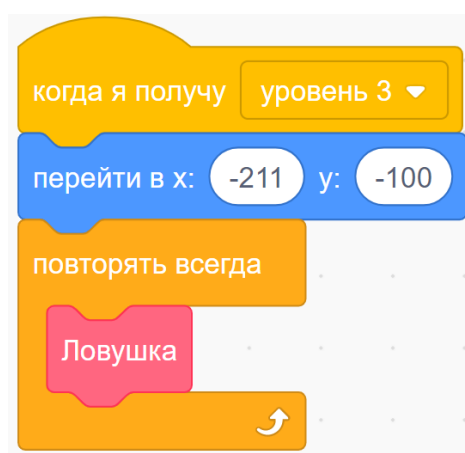 когда я получу уровень 3
перейти в x: -211 y: -100
повторять всегда
Ловушка